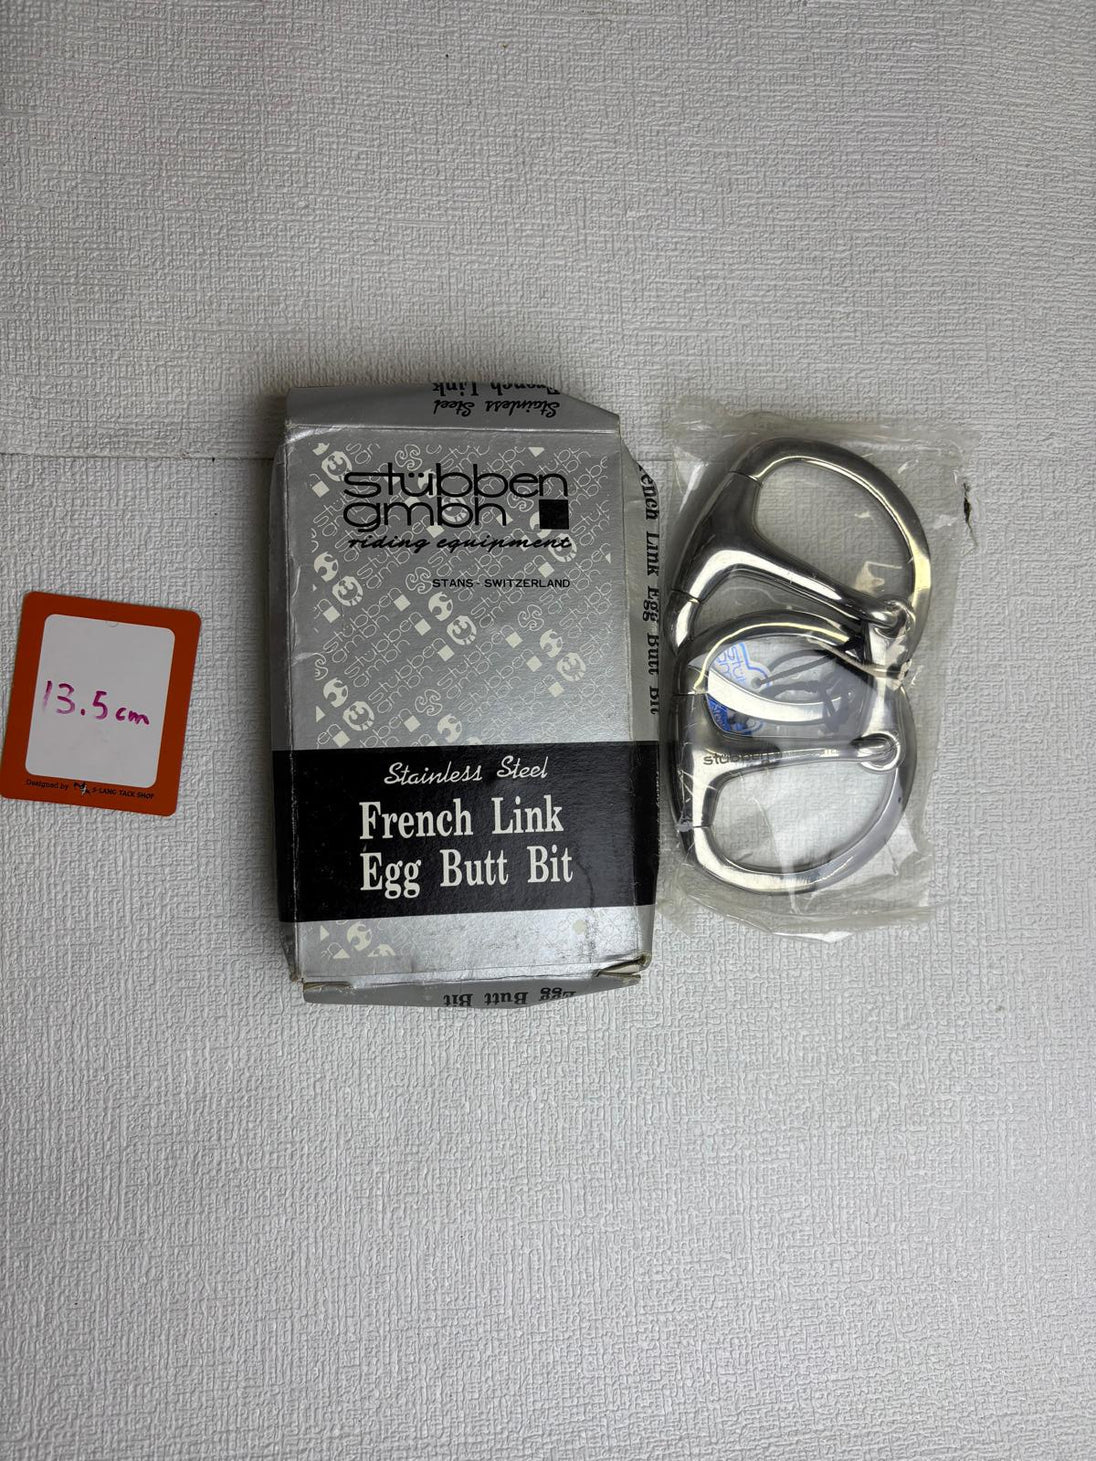 French Link
Stainless Steel
stübben
gmbh
riding equipment
STANS - SWITZERLAND
Stainless Steel
French Link
Egg Butt Bit
Egg Butt Bit
French Link Egg Butt Bit
13.5cm
Designed by
S-LANG TACK SHOP
stübben